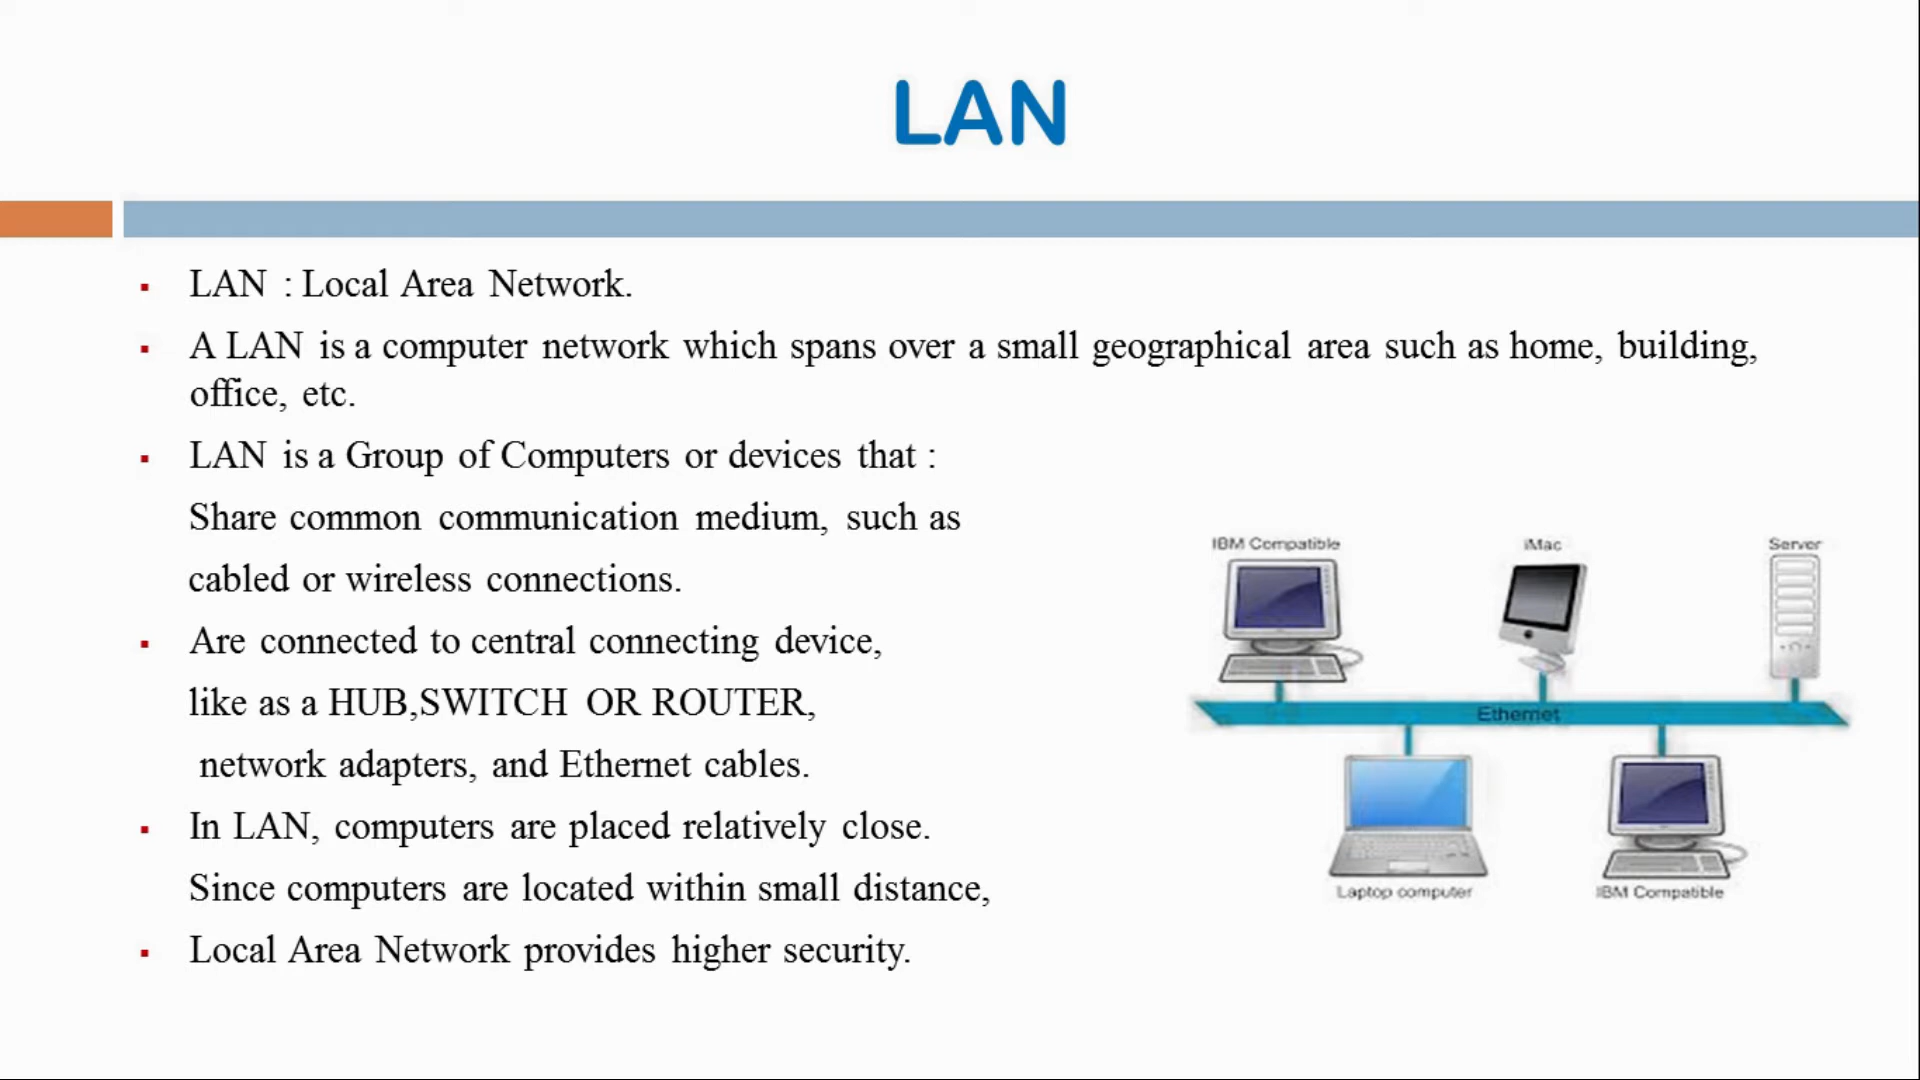 LAN
▪ LAN : Local Area Network.
▪ A LAN is a computer network which spans over a small geographical area such as home, building,
office, etc.
▪ LAN is a Group of Computers or devices that :
Share common communication medium, such as
cabled or wireless connections.
▪ Are connected to central connecting device,
like as a HUB,SWITCH OR ROUTER,
network adapters, and Ethernet cables.
▪ In LAN, computers are placed relatively close.
Since computers are located within small distance,
▪ Local Area Network provides higher security.
IBM Compatible
iMac
Server
Ethernet
Laptop computer
IBM Compatible